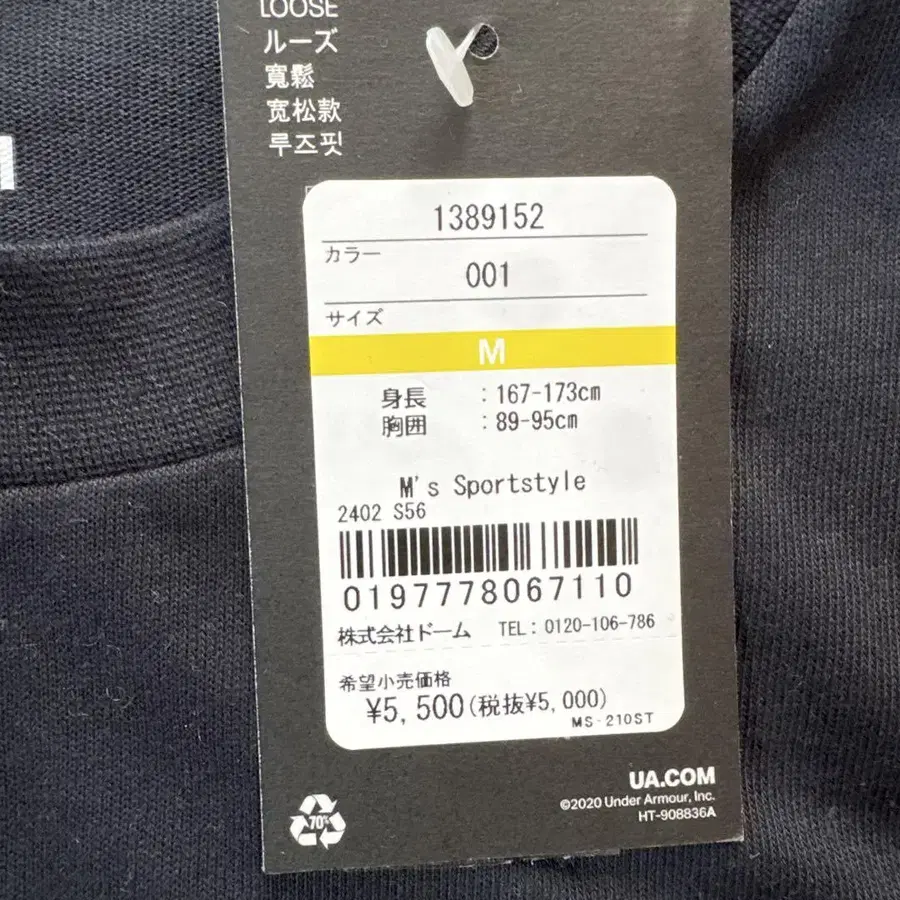 LOOSE
ルーズ
寬鬆
宽松款
루즈핏
1389152
カラー
001
サイズ
M
身長 : 167-173cm
胸囲 : 89-95cm
M's Sportstyle
2402 S56
0197778067110
株式会社ドーム TEL: 0120-106-786
希望小売価格
¥5,500(税抜¥5,000)
MS-210ST
70%
UA.COM
©2020 Under Armour, Inc.
HT-908836A